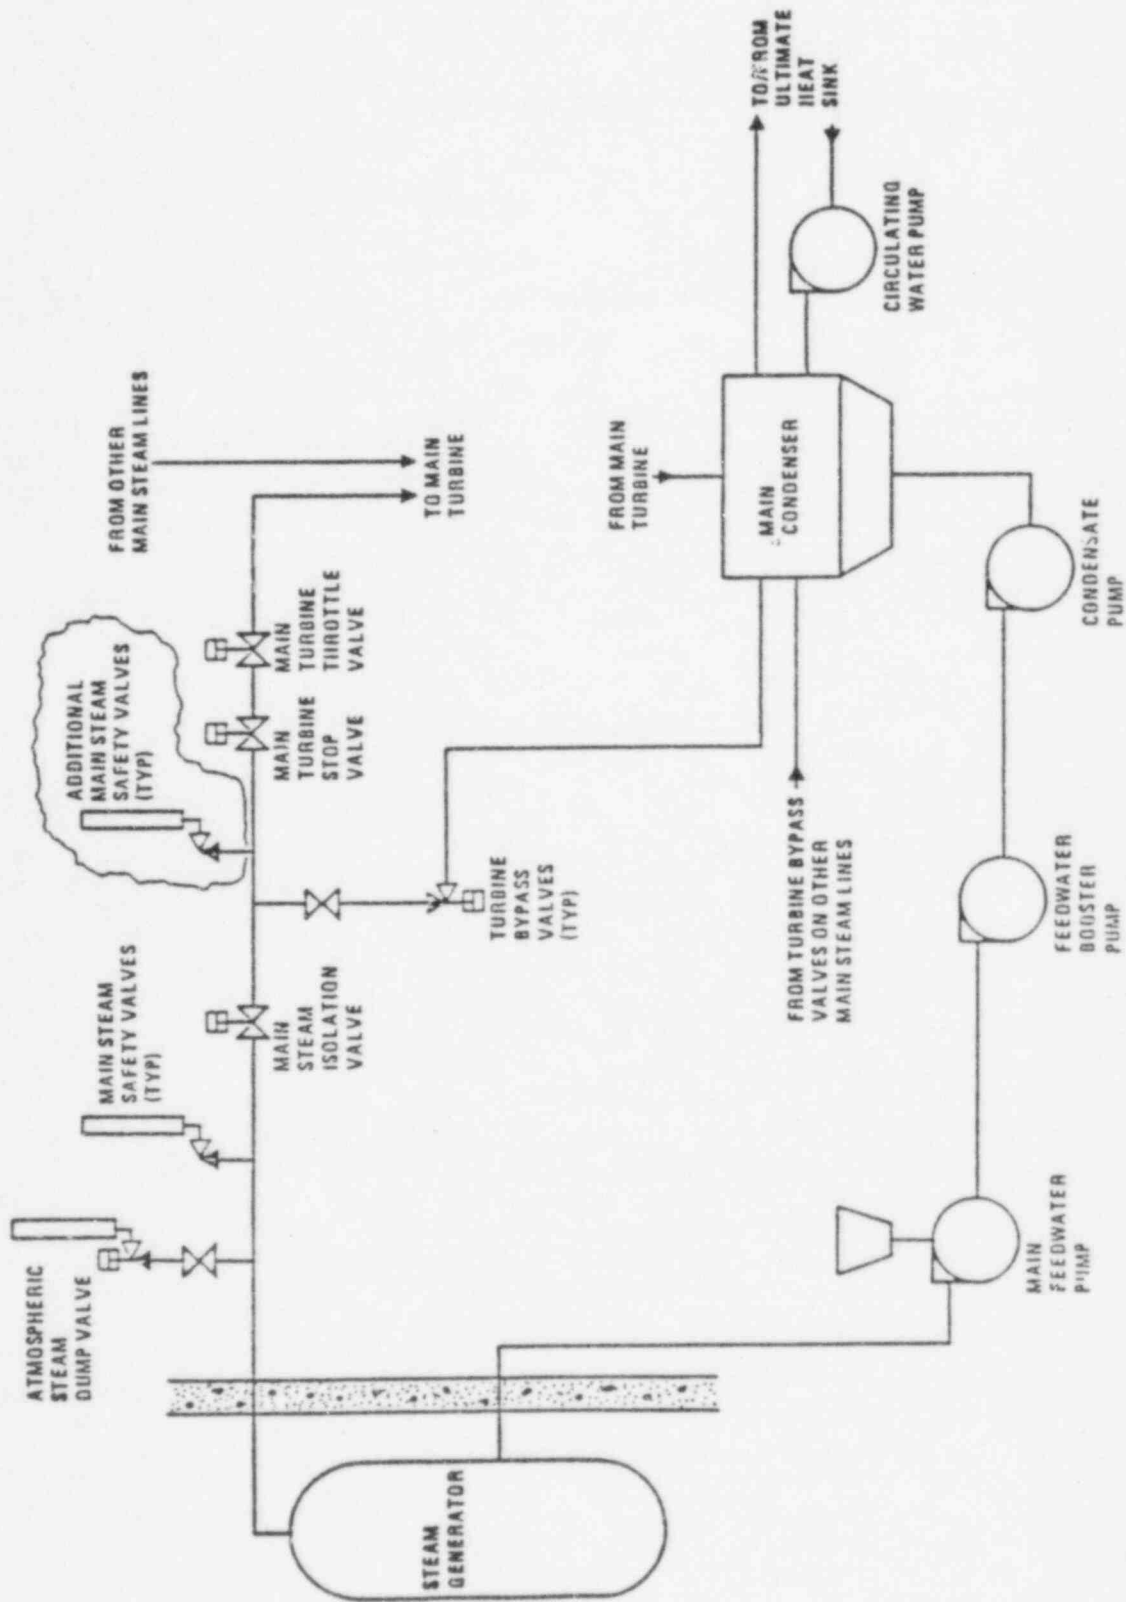 ATMOSPHERIC
STEAM
DUMP VALVE
MAIN STEAM
SAFETY VALVES
(TYP)
ADDITIONAL
MAIN STEAM
SAFETY VALVES
(TYP)
FROM OTHER
MAIN STEAM LINES
MAIN
STEAM
ISOLATION
VALVE
MAIN
TURBINE
STOP
VALVE
MAIN
TURBINE
THROTTLE
VALVE
TO MAIN
TURBINE
STEAM
GENERATOR
TURBINE
BYPASS
VALVES
(TYP)
FROM MAIN
TURBINE
MAIN
CONDENSER
TO/FROM
ULTIMATE
HEAT
SINK
CIRCULATING
WATER PUMP
FROM TURBINE BYPASS
VALVES ON OTHER
MAIN STEAM LINES
MAIN
FEEDWATER
PUMP
FEEDWATER
BOOSTER
PUMP
CONDENSATE
PUMP